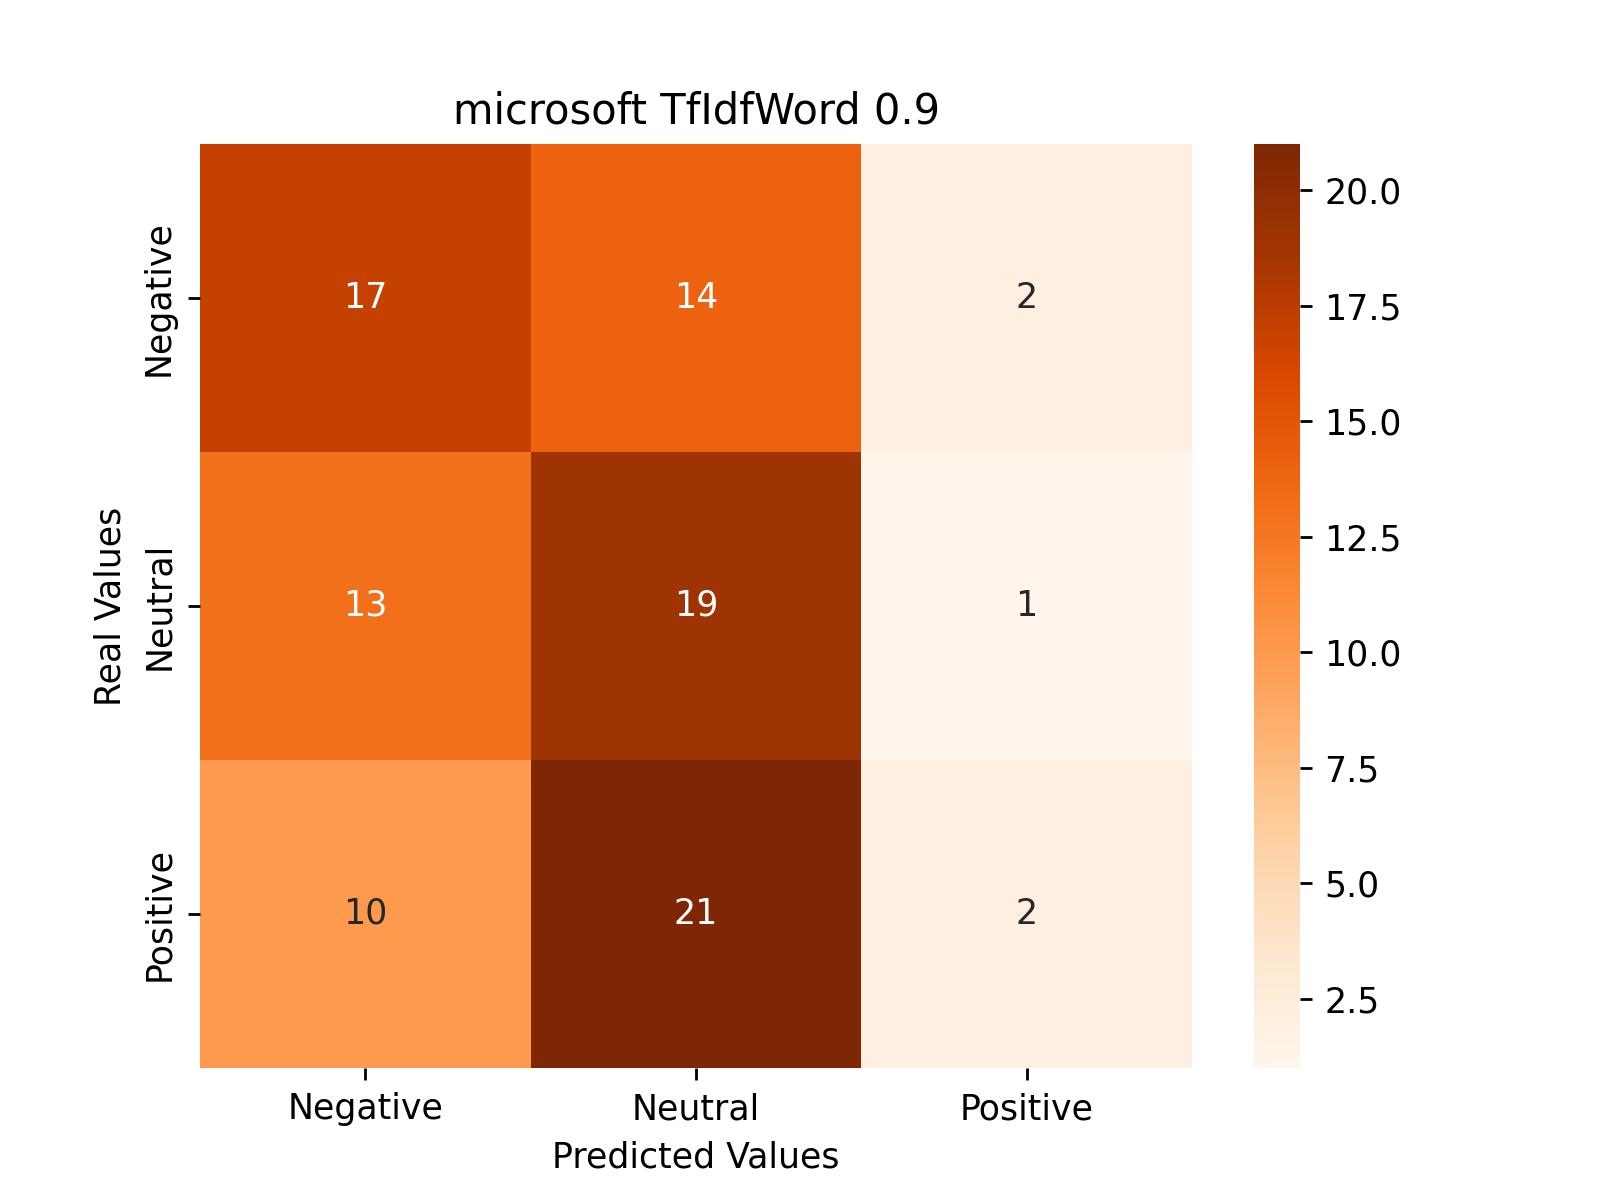 microsoft TfIdfWord 0.9
Real Values
Negative
Neutral
Positive
17 14 2
13 19 1
10 21 2
Negative Neutral Positive
Predicted Values
20.0
17.5
15.0
12.5
10.0
7.5
5.0
2.5